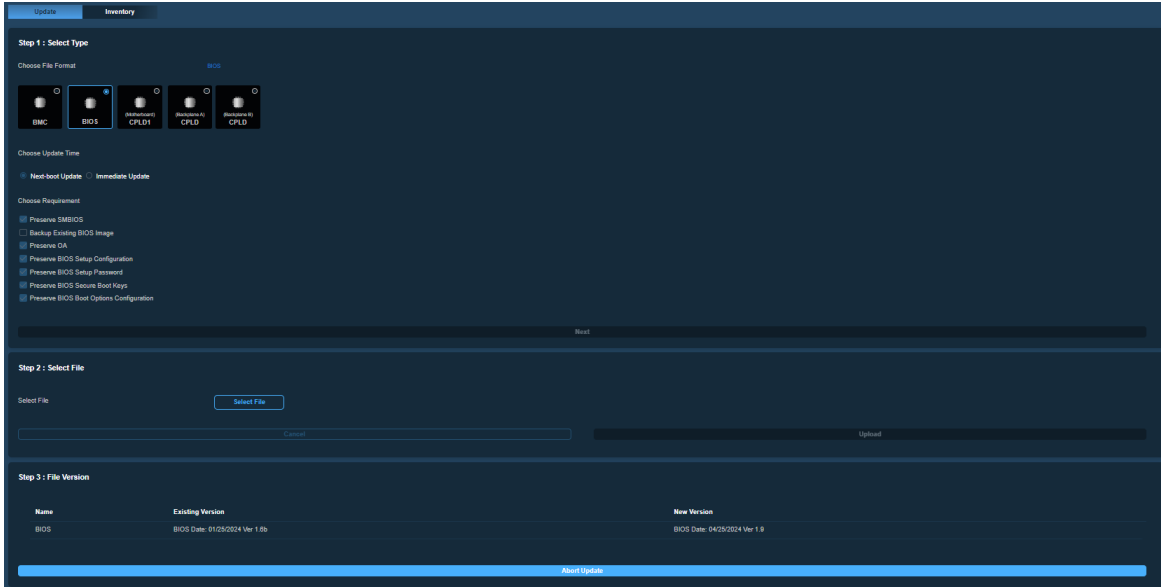 Update Inventory
Step 1 : Select Type
Choose File Format BIOS
BMC
BIOS
(Motherboard)
CPLD1
(Backplane A)
CPLD
(Backplane B)
CPLD
Choose Update Time
Next-boot Update Immediate Update
Choose Requirement
Preserve SMBIOS
Backup Existing BIOS Image
Preserve OA
Preserve BIOS Setup Configuration
Preserve BIOS Setup Password
Preserve BIOS Secure Boot Keys
Preserve BIOS Boot Options Configuration
Next
Step 2 : Select File
Select File Select File
Cancel Upload
Step 3 : File Version
Name Existing Version New Version
BIOS BIOS Date: 01/25/2024 Ver 1.6b BIOS Date: 04/25/2024 Ver 1.9
Abort Update